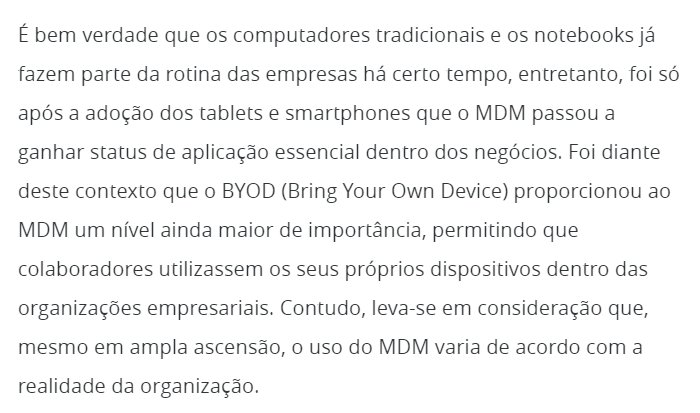 É bem verdade que os computadores tradicionais e os notebooks já
fazem parte da rotina das empresas há certo tempo, entretanto, foi só
após a adoção dos tablets e smartphones que o MDM passou a
ganhar status de aplicação essencial dentro dos negócios. Foi diante
deste contexto que o BYOD (Bring Your Own Device) proporcionou ao
MDM um nível ainda maior de importância, permitindo que
colaboradores utilizassem os seus próprios dispositivos dentro das
organizações empresariais. Contudo, leva-se em consideração que,
mesmo em ampla ascensão, o uso do MDM varia de acordo com a
realidade da organização.